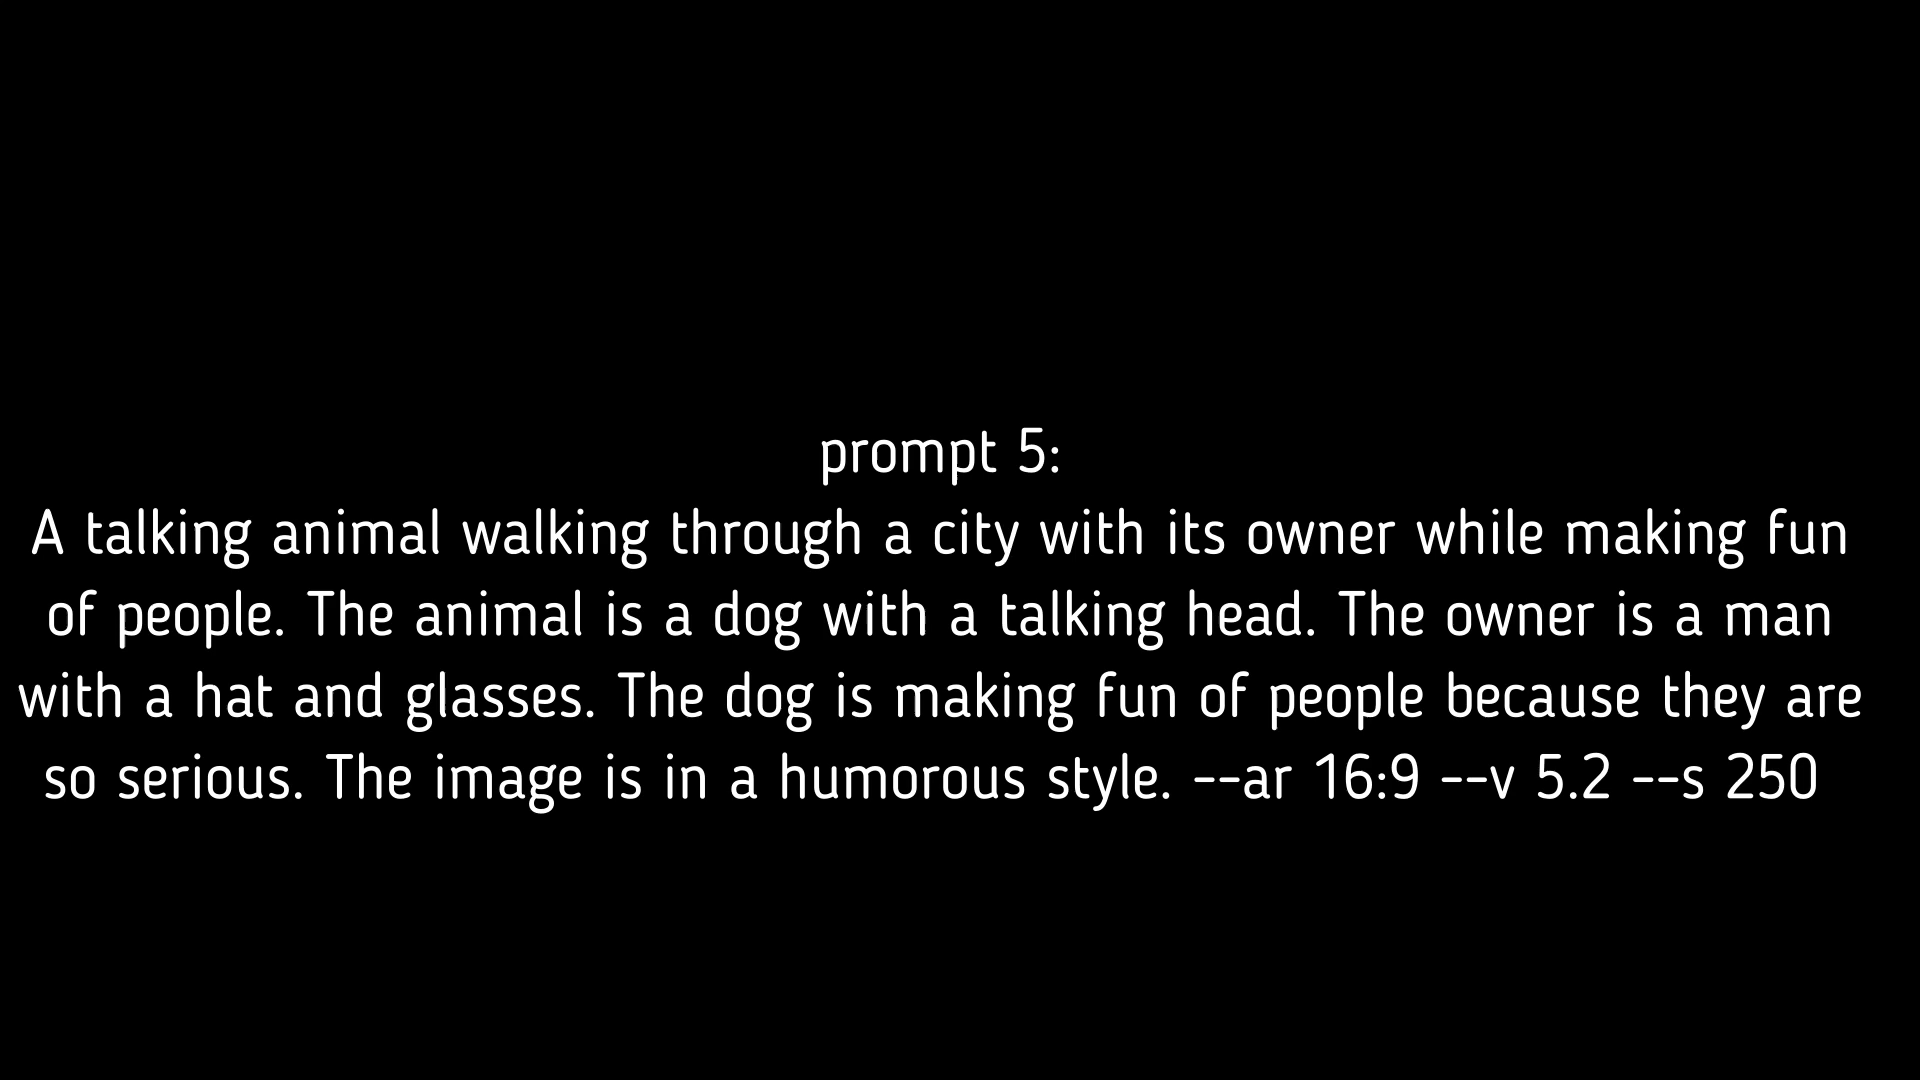 prompt 5:
A talking animal walking through a city with its owner while making fun
of people. The animal is a dog with a talking head. The owner is a man
with a hat and glasses. The dog is making fun of people because they are
so serious. The image is in a humorous style. --ar 16:9 --v 5.2 --s 250